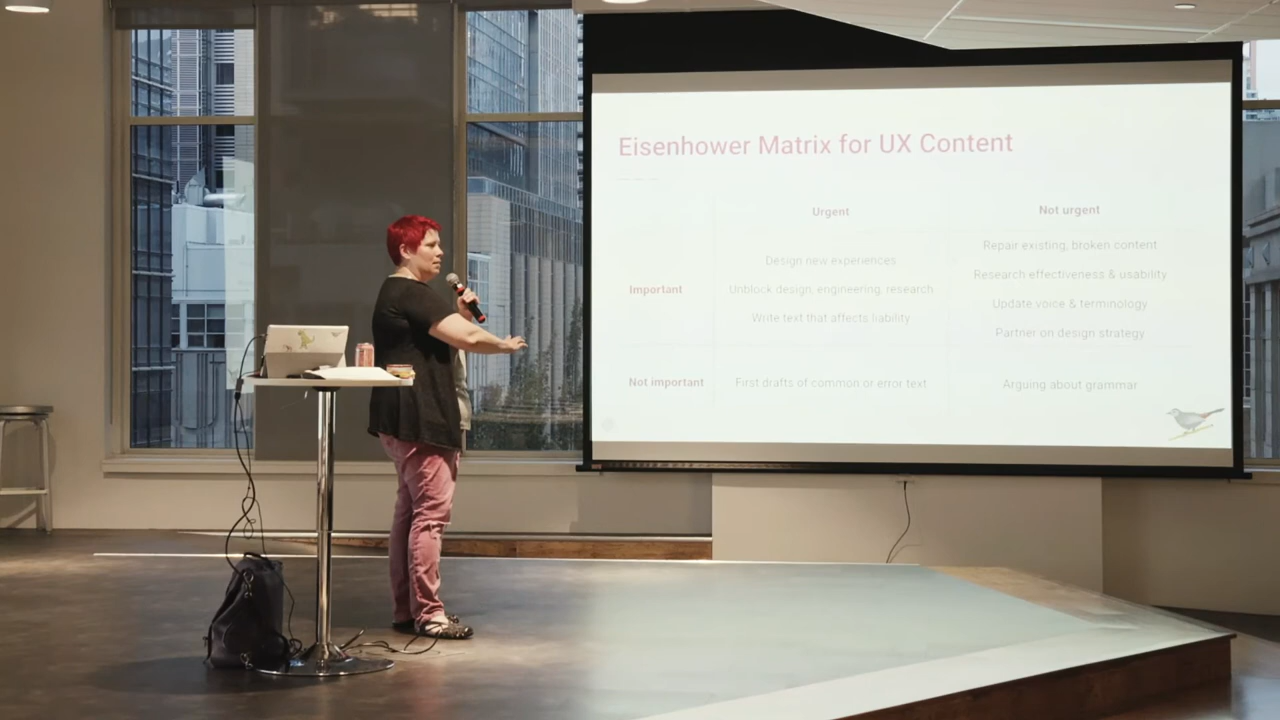 Eisenhower Matrix for UX Content
Urgent
Not urgent
Important
Design new experiences
Unblock design, engineering, research
Write text that affects liability
Repair existing, broken content
Research effectiveness & usability
Update voice & terminology
Partner on design strategy
Not important
First drafts of common or error text
Arguing about grammar